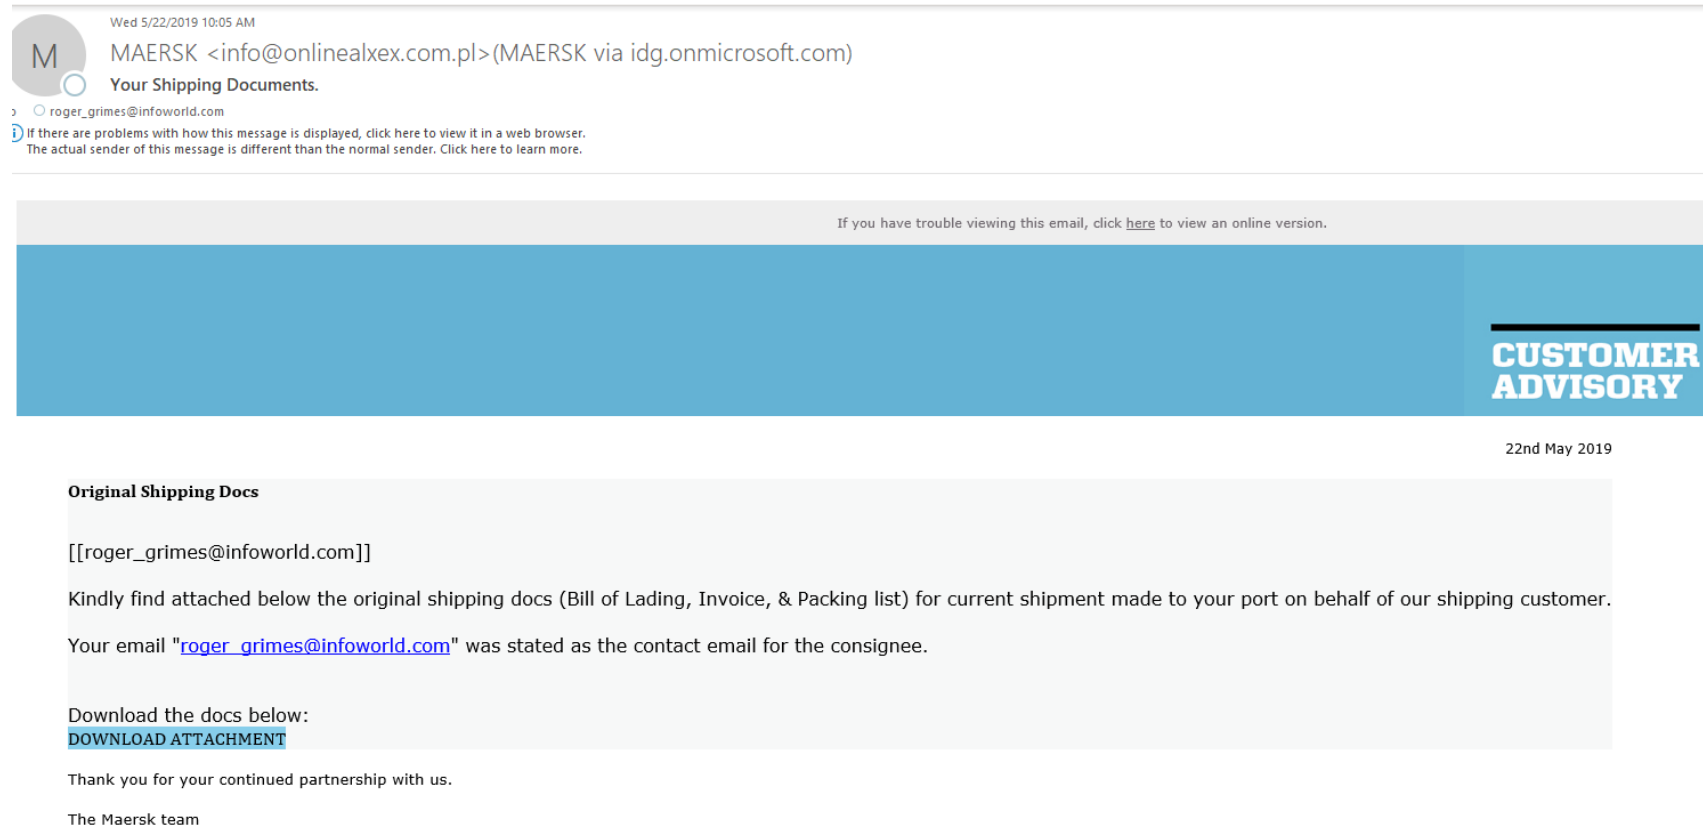 Wed 5/22/2019 10:05 AM
M
MAERSK <info@onlinealxex.com.pl>(MAERSK via idg.onmicrosoft.com)
Your Shipping Documents.
roger_grimes@infoworld.com
If there are problems with how this message is displayed, click here to view it in a web browser.
The actual sender of this message is different than the normal sender. Click here to learn more.
If you have trouble viewing this email, click here to view an online version.
CUSTOMER
ADVISORY
22nd May 2019
Original Shipping Docs
[[roger_grimes@infoworld.com]]
Kindly find attached below the original shipping docs (Bill of Lading, Invoice, & Packing list) for current shipment made to your port on behalf of our shipping customer.
Your email "roger_grimes@infoworld.com" was stated as the contact email for the consignee.
Download the docs below:
DOWNLOAD ATTACHMENT
Thank you for your continued partnership with us.
The Maersk team